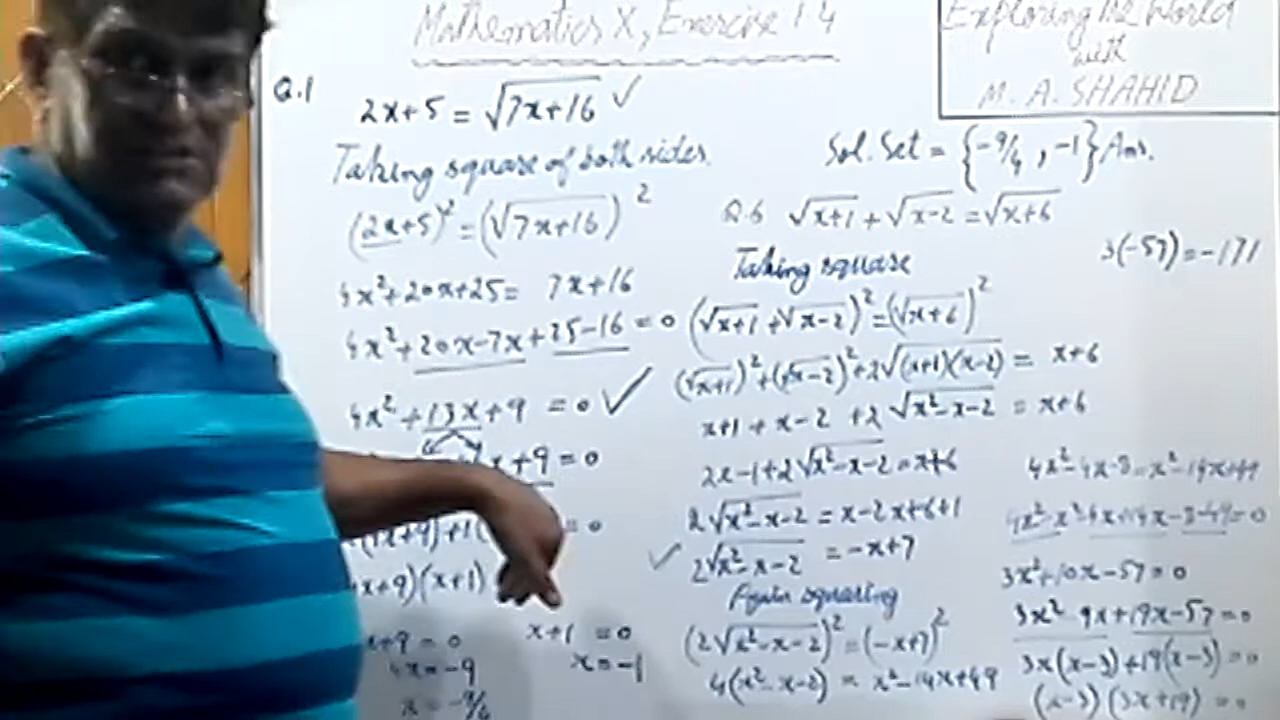 Mathematics X, Exercise 1.4
Exploring the World
with
M. A. SHAHID
Q.1
2x+5 = √(7x+16) ✓
Taking square of both sides.
(2x+5)² = (√(7x+16))²
4x²+20x+25 = 7x+16
4x²+20x-7x+25-16 = 0
4x²+13x+9 = 0 ✓
x+9 = 0
= 0
x+9)(x+1)
x+9 = 0
4x = -9
x = -9/4
x+1 = 0
x = -1
Sol. Set = {-9/4, -1} Ans.
Q.6 √(x+1) + √(x-2) = √(x+6)
Taking square
(√(x+1) + √(x-2))² = (√(x+6))²
(√(x+1))² + (√(x-2))² + 2√((x+1)(x-2)) = x+6
x+1 + x-2 + 2√(x²-x-2) = x+6
2x-1+2√(x²-x-2) = x+6
2√(x²-x-2) = x-2x+6+1
✓ 2√(x²-x-2) = -x+7
Again squaring
(2√(x²-x-2))² = (-x+7)²
4(x²-x-2) = x²-14x+49
3(-57) = -171
4x²-4x-8 = x²-14x+49
4x²-x²-4x+14x-8-49 = 0
3x²+10x-57 = 0
3x²-9x+19x-57 = 0
3x(x-3)+19(x-3) = 0
(x-3)(3x+19) = 0